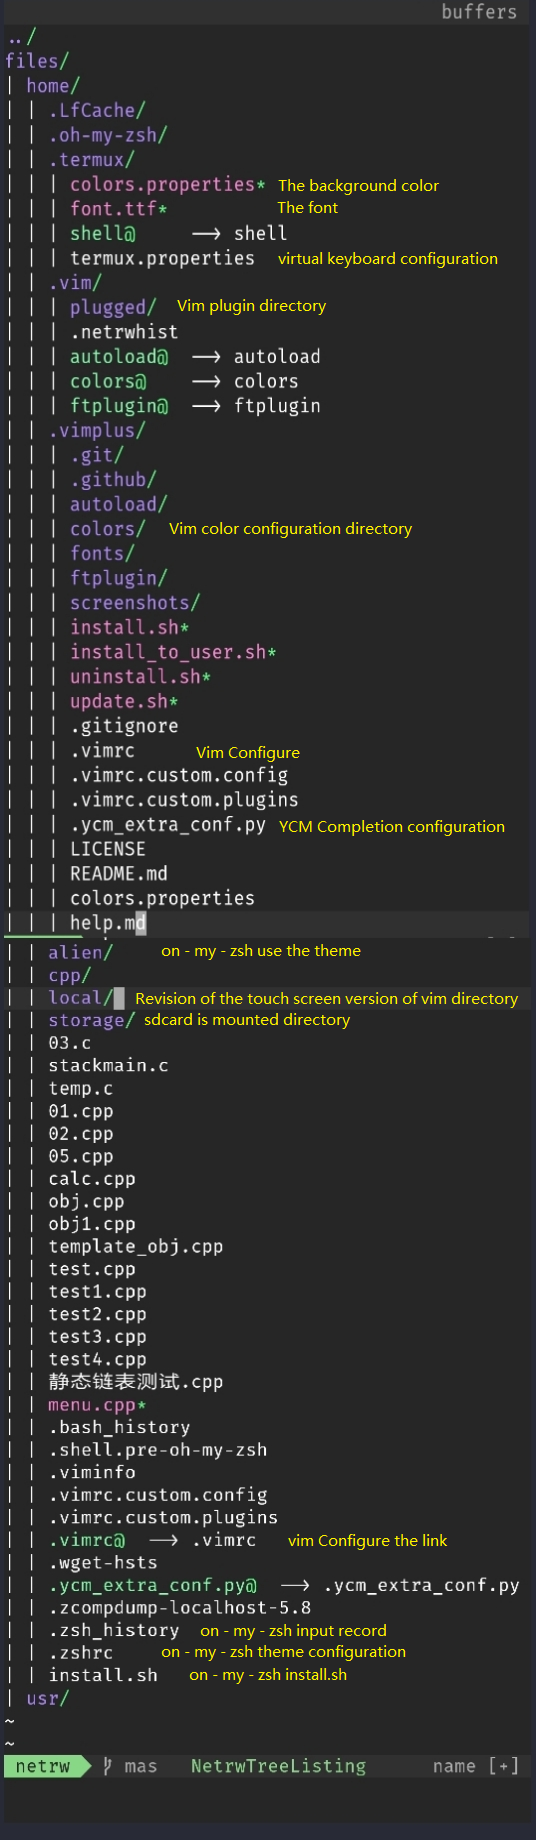 buffers
../
files/
| home/
| | .LfCache/
| | .oh-my-zsh/
| | .termux/
| | | colors.properties* The background color
| | | font.ttf* The font
| | | shell@ --> shell
| | | termux.properties virtual keyboard configuration
| | .vim/
| | | plugged/ Vim plugin directory
| | | .netrwhist
| | | autoload@ --> autoload
| | | colors@ --> colors
| | | ftplugin@ --> ftplugin
| | .vimplus/
| | | .git/
| | | .github/
| | | autoload/
| | | colors/ Vim color configuration directory
| | | fonts/
| | | ftplugin/
| | | screenshots/
| | | install.sh*
| | | install_to_user.sh*
| | | uninstall.sh*
| | | update.sh*
| | | .gitignore
| | | .vimrc Vim Configure
| | | .vimrc.custom.config
| | | .vimrc.custom.plugins
| | | .ycm_extra_conf.py YCM Completion configuration
| | | LICENSE
| | | README.md
| | | colors.properties
| | | help.md
| | alien/ on - my - zsh use the theme
| | cpp/
| | local/ Revision of the touch screen version of vim directory
| | storage/ sdcard is mounted directory
| | 03.c
| | stackmain.c
| | temp.c
| | 01.cpp
| | 02.cpp
| | 05.cpp
| | calc.cpp
| | obj.cpp
| | obj1.cpp
| | template_obj.cpp
| | test.cpp
| | test1.cpp
| | test2.cpp
| | test3.cpp
| | test4.cpp
| | 静态链表测试.cpp
| | menu.cpp*
| | .bash_history
| | .shell.pre-oh-my-zsh
| | .viminfo
| | .vimrc.custom.config
| | .vimrc.custom.plugins
| | .vimrc@ --> .vimrc vim Configure the link
| | .wget-hsts
| | .ycm_extra_conf.py@ --> .ycm_extra_conf.py
| | .zcompdump-localhost-5.8
| | .zsh_history on - my - zsh input record
| | .zshrc on - my - zsh theme configuration
| | install.sh on - my - zsh install.sh
| usr/
~
~
netrw mas NetrwTreeListing name [+]